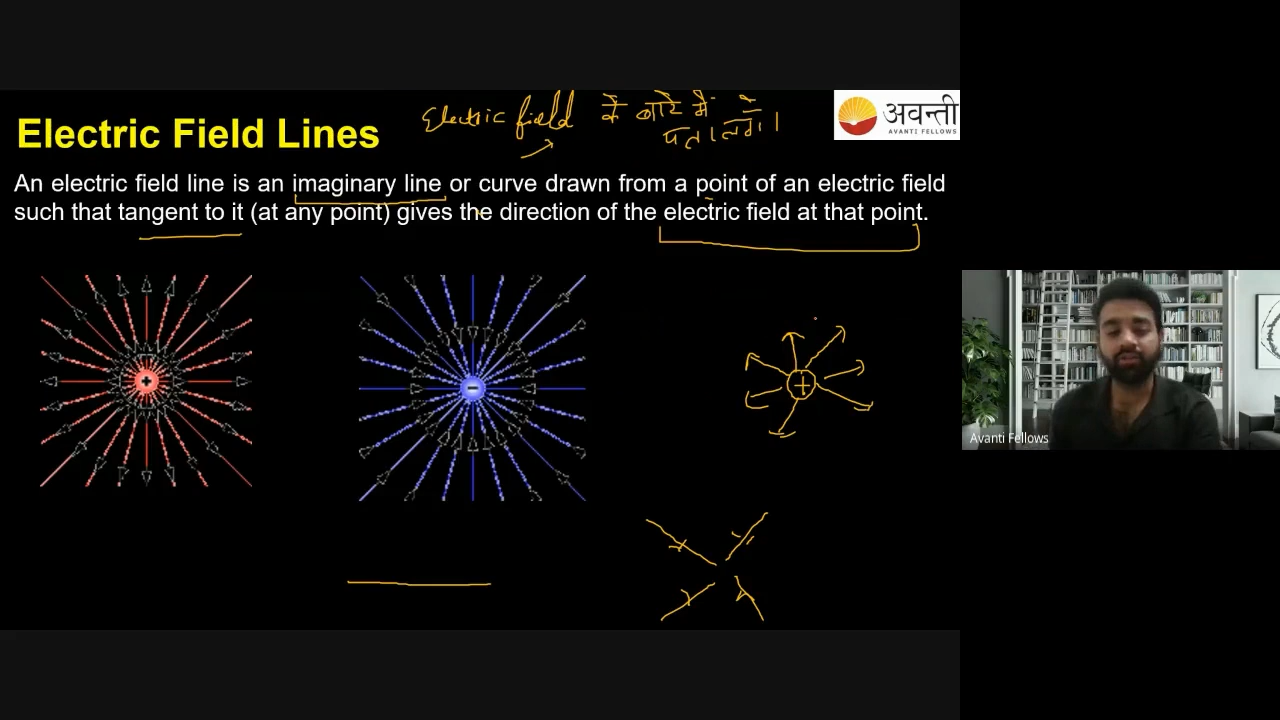 Electric field के बारे में
पता लगा।
अवन्ती
AVANTI FELLOWS
Electric Field Lines
An electric field line is an imaginary line or curve drawn from a point of an electric field
such that tangent to it (at any point) gives the direction of the electric field at that point.
+
−
+
Avanti Fellows